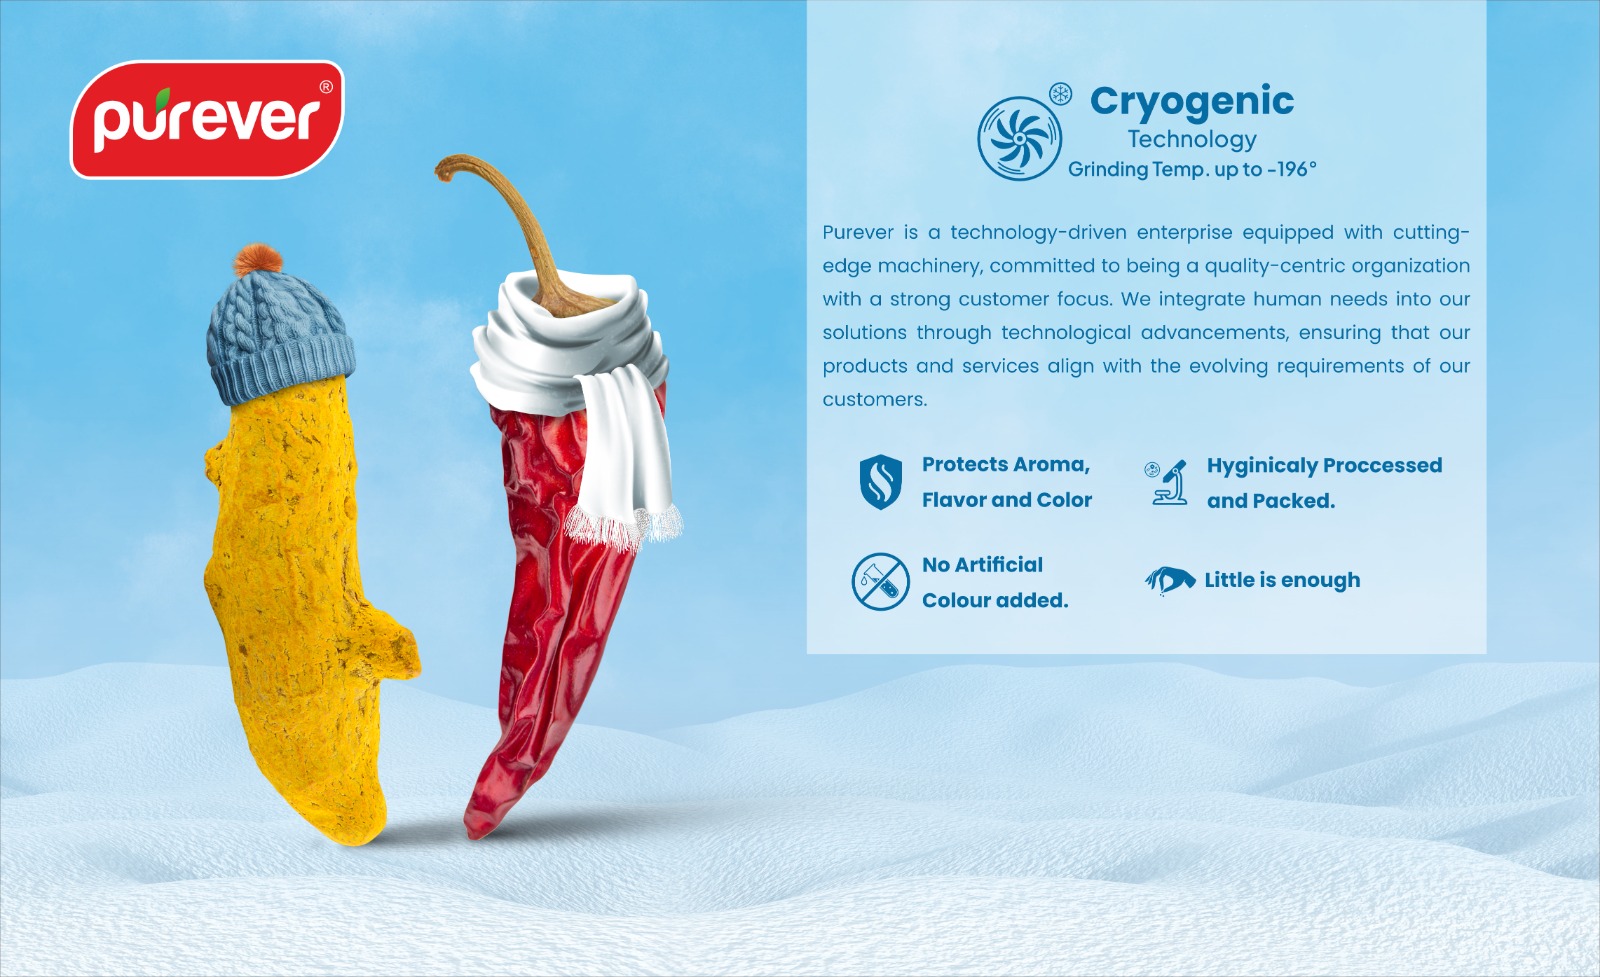 purever®
Cryogenic
Technology
Grinding Temp. up to -196°
Purever is a technology-driven enterprise equipped with cutting-
edge machinery, committed to being a quality-centric organization
with a strong customer focus. We integrate human needs into our
solutions through technological advancements, ensuring that our
products and services align with the evolving requirements of our
customers.
Protects Aroma,
Flavor and Color
Hyginicaly Proccessed
and Packed.
No Artificial
Colour added.
Little is enough